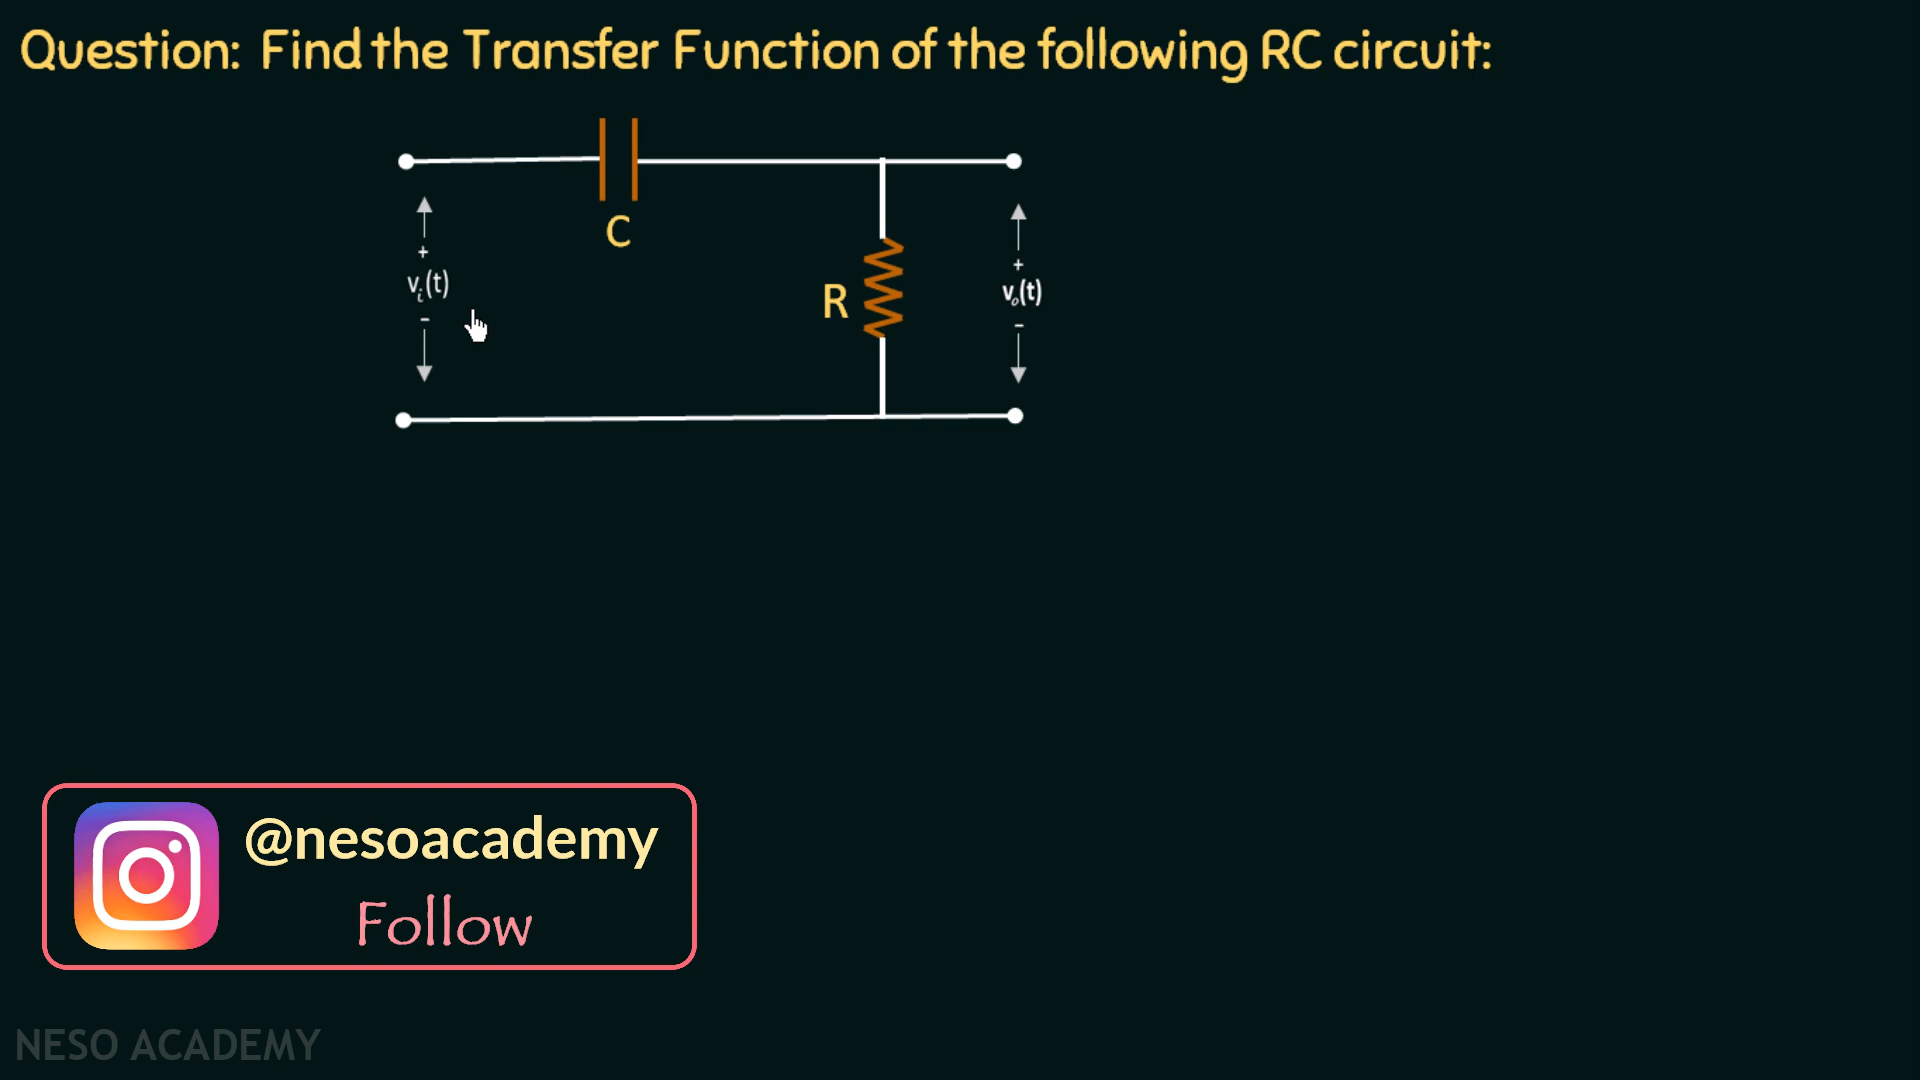 Question: Find the Transfer Function of the following RC circuit:
C
+
vᵢ(t)
-
R
+
vₒ(t)
-
@nesoacademy
Follow
NESO ACADEMY